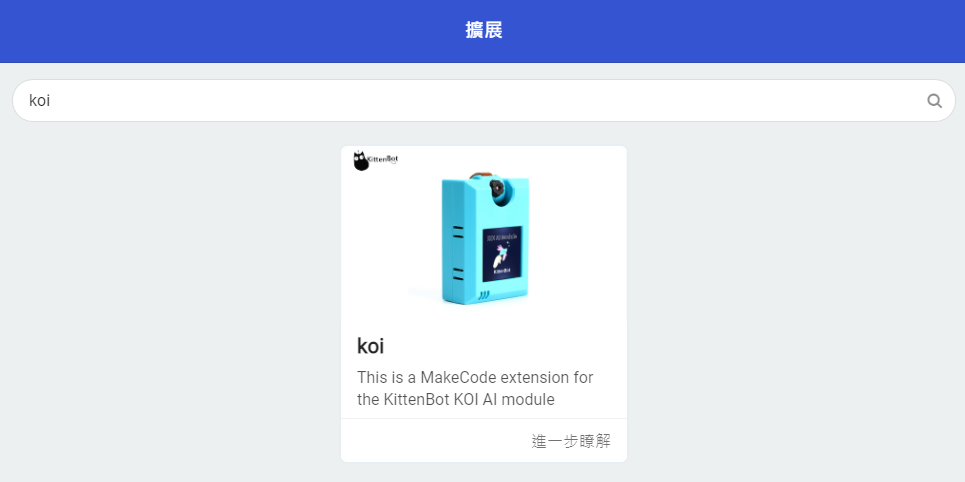 擴展
koi
KittenBot
KOI AI Module
KittenBot
koi
This is a MakeCode extension for
the KittenBot KOI AI module
進一步瞭解